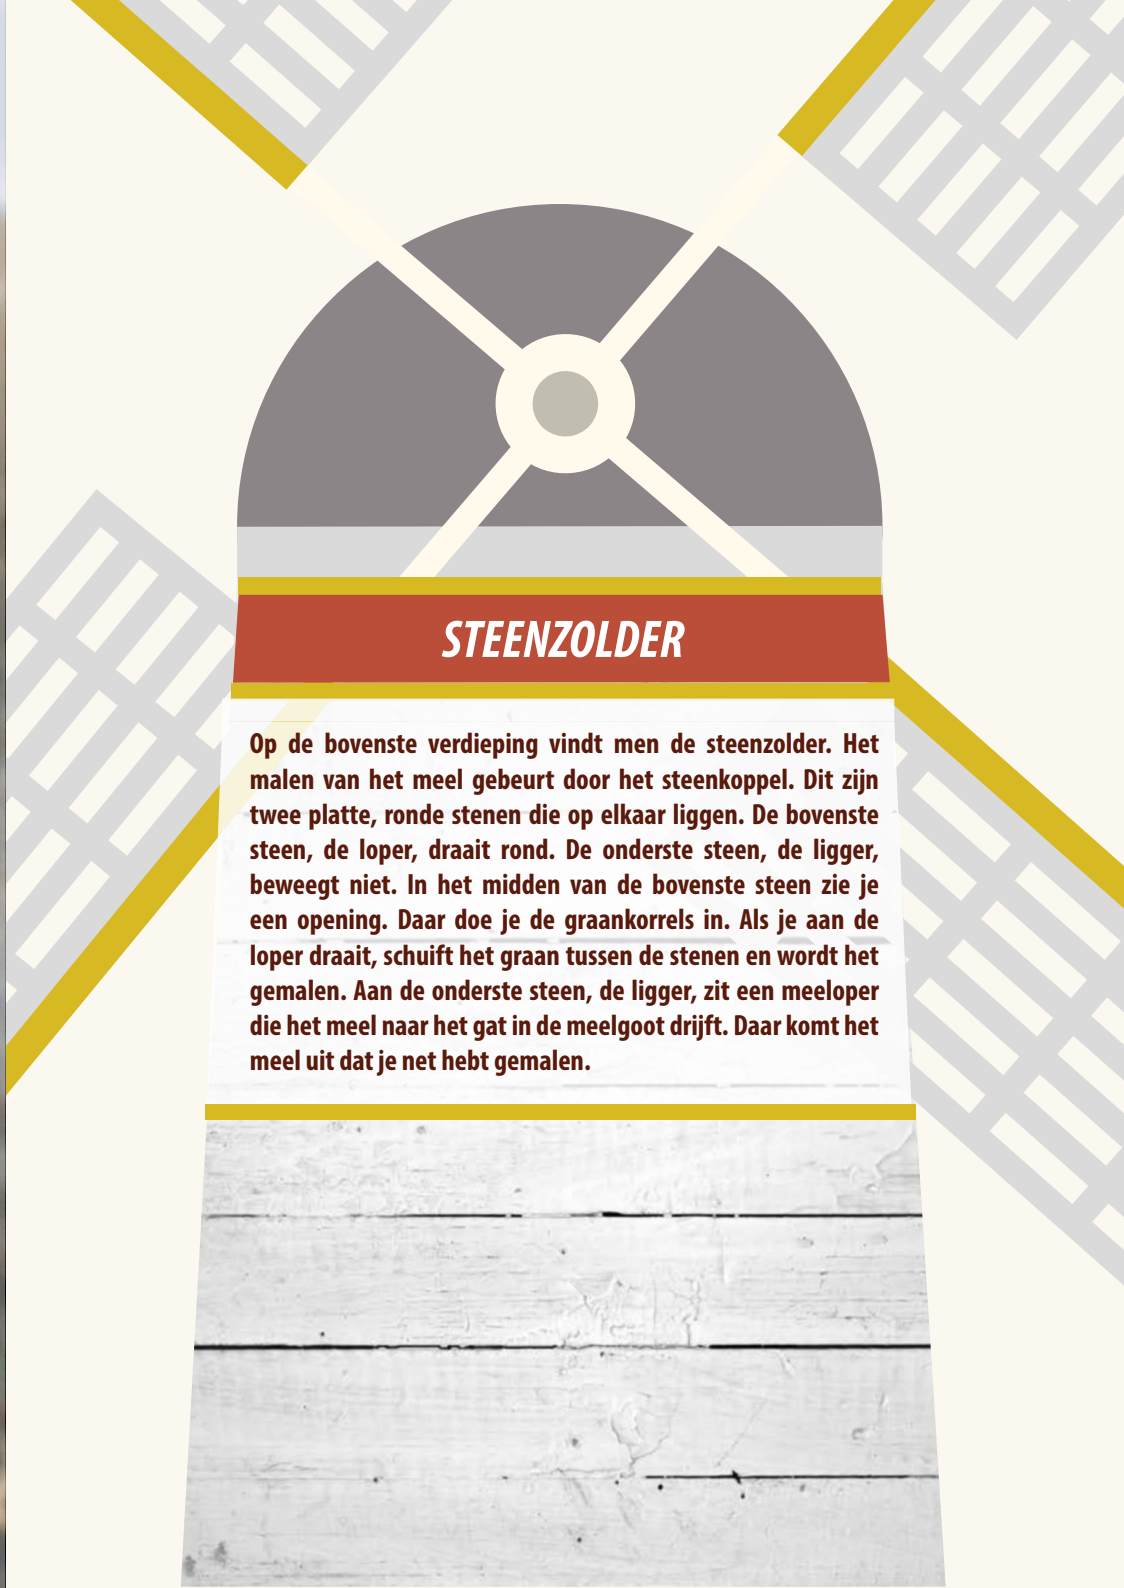 STEENZOLDER
Op de bovenste verdieping vindt men de steenzolder. Het
malen van het meel gebeurt door het steenkoppel. Dit zijn
twee platte, ronde stenen die op elkaar liggen. De bovenste
steen, de loper, draait rond. De onderste steen, de ligger,
beweegt niet. In het midden van de bovenste steen zie je
een opening. Daar doe je de graankorrels in. Als je aan de
loper draait, schuift het graan tussen de stenen en wordt het
gemalen. Aan de onderste steen, de ligger, zit een meeloper
die het meel naar het gat in de meelgoot drijft. Daar komt het
meel uit dat je net hebt gemalen.